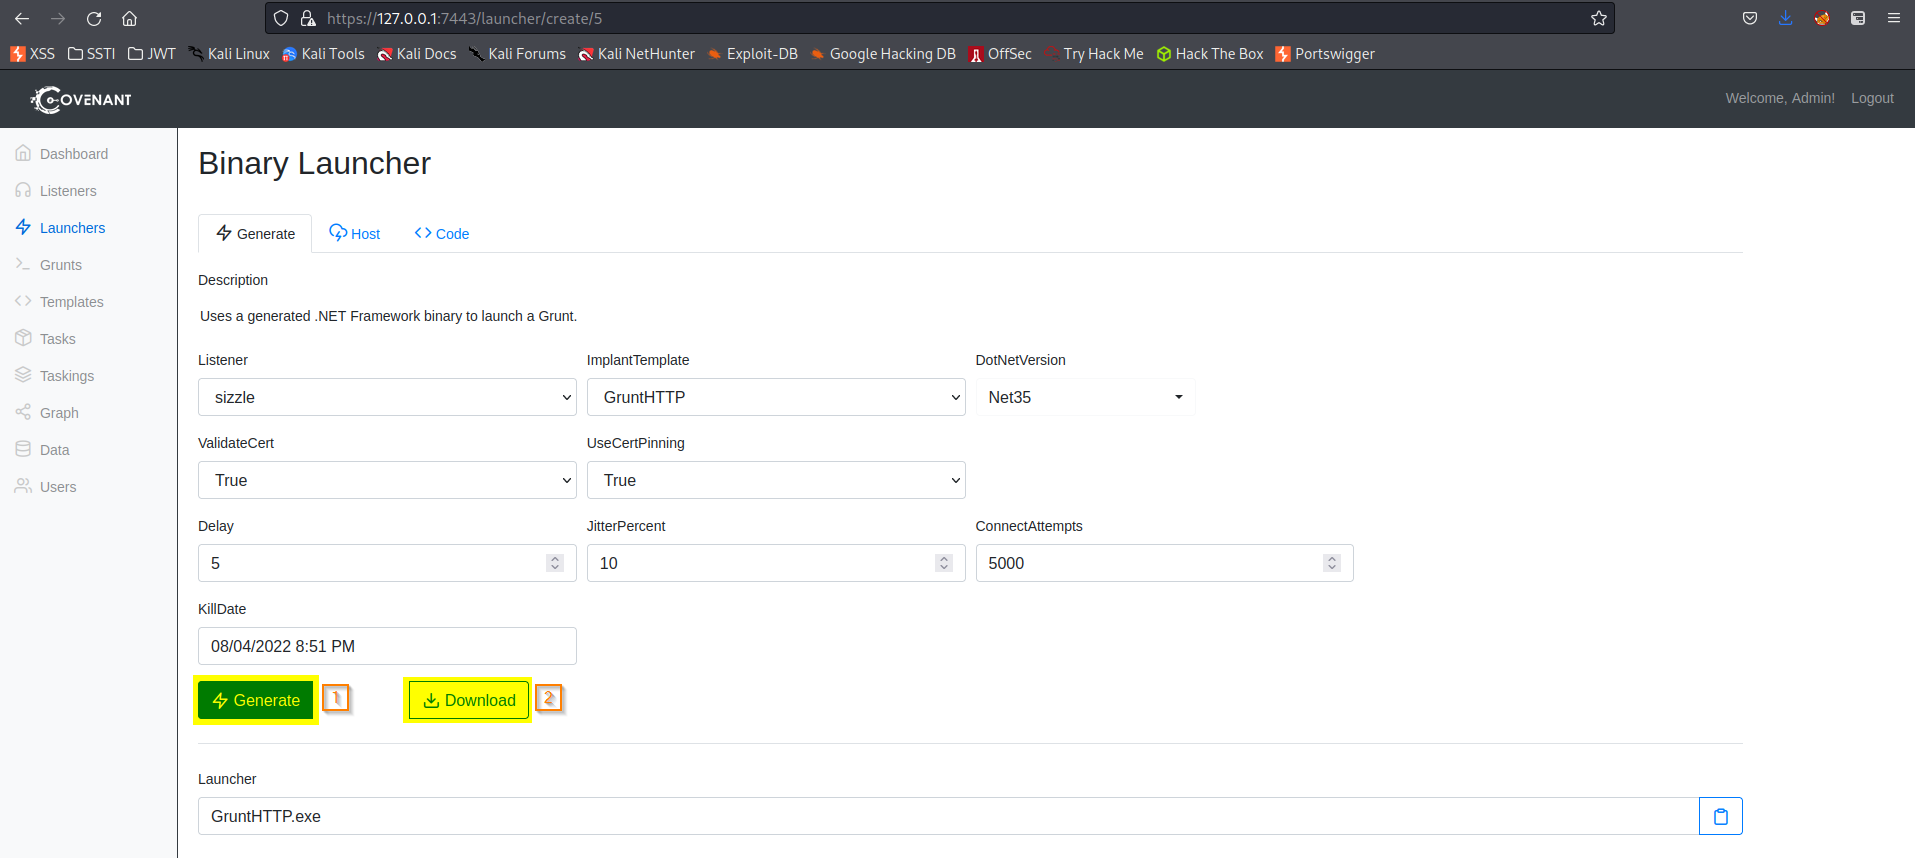 https://127.0.0.1:7443/launcher/create/5
XSS SSTI JWT Kali Linux Kali Tools Kali Docs Kali Forums Kali NetHunter Exploit-DB Google Hacking DB OffSec Try Hack Me Hack The Box Portswigger
COVENANT
Welcome, Admin! Logout
Dashboard
Listeners
Launchers
Grunts
Templates
Tasks
Taskings
Graph
Data
Users
Binary Launcher
Generate Host Code
Description
Uses a generated .NET Framework binary to launch a Grunt.
Listener ImplantTemplate DotNetVersion
sizzle GruntHTTP Net35
ValidateCert UseCertPinning
True True
Delay JitterPercent ConnectAttempts
5 10 5000
KillDate
08/04/2022 8:51 PM
Generate 1 Download 2
Launcher
GruntHTTP.exe